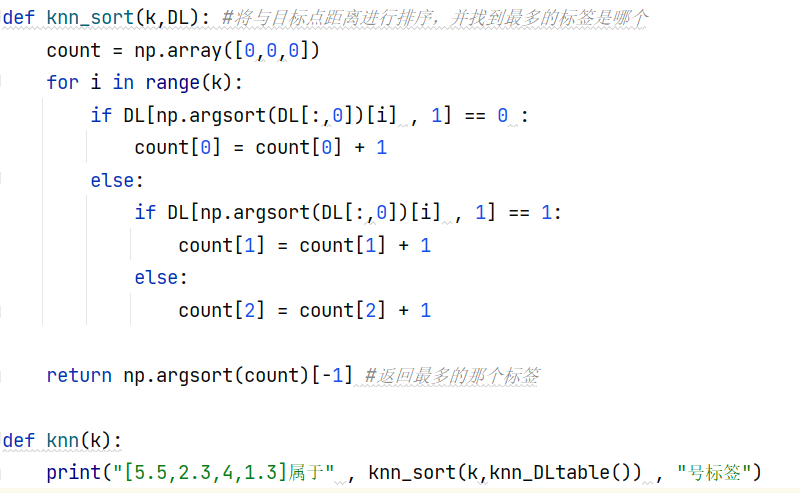 def knn_sort(k,DL): #将与目标点距离进行排序，并找到最多的标签是哪个
    count = np.array([0,0,0])
    for i in range(k):
        if DL[np.argsort(DL[:,0])[i] , 1] == 0 :
            count[0] = count[0] + 1
        else:
            if DL[np.argsort(DL[:,0])[i] , 1] == 1:
                count[1] = count[1] + 1
            else:
                count[2] = count[2] + 1
    return np.argsort(count)[-1] #返回最多的那个标签
def knn(k):
    print("[5.5,2.3,4,1.3]属于" , knn_sort(k,knn_DLtable()) , "号标签")